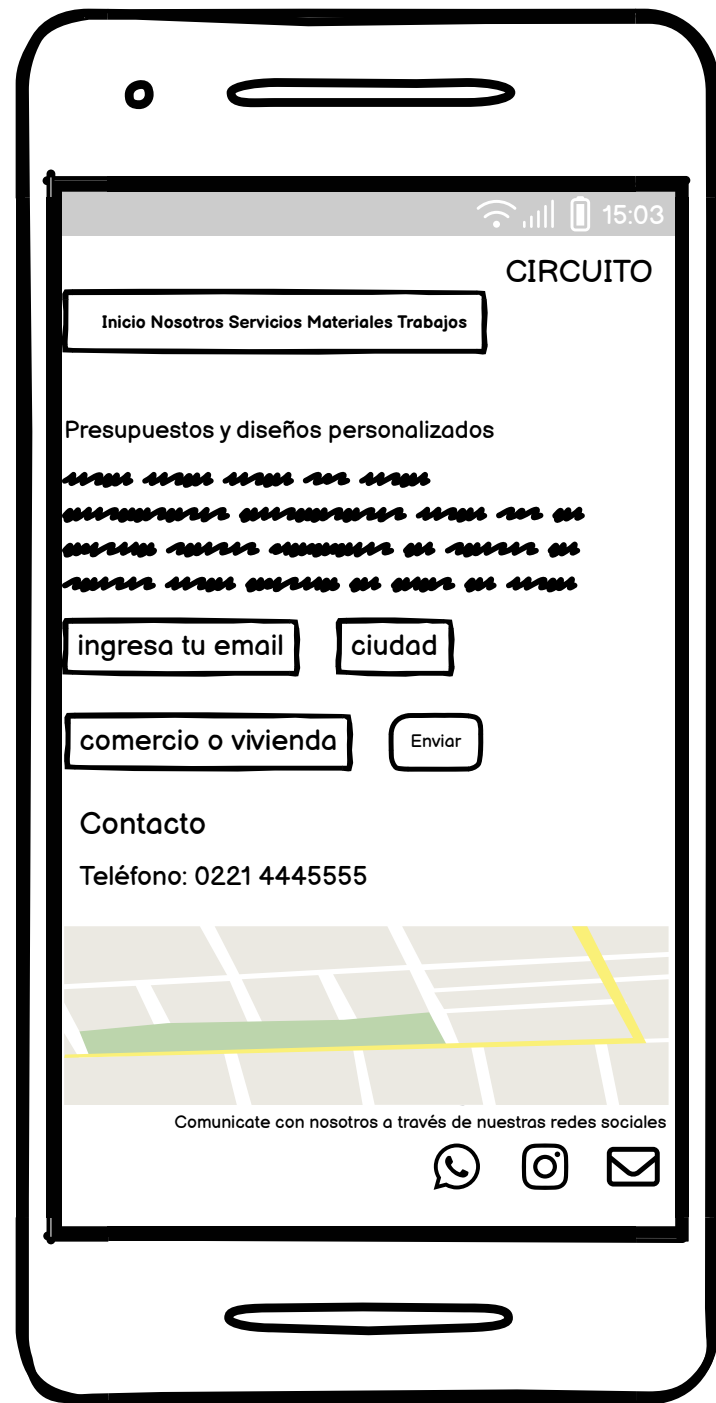 15:03
CIRCUITO
Inicio Nosotros Servicios Materiales Trabajos
Presupuestos y diseños personalizados
ingresa tu email
ciudad
comercio o vivienda
Enviar
Contacto
Teléfono: 0221 4445555
Comunicate con nosotros a través de nuestras redes sociales